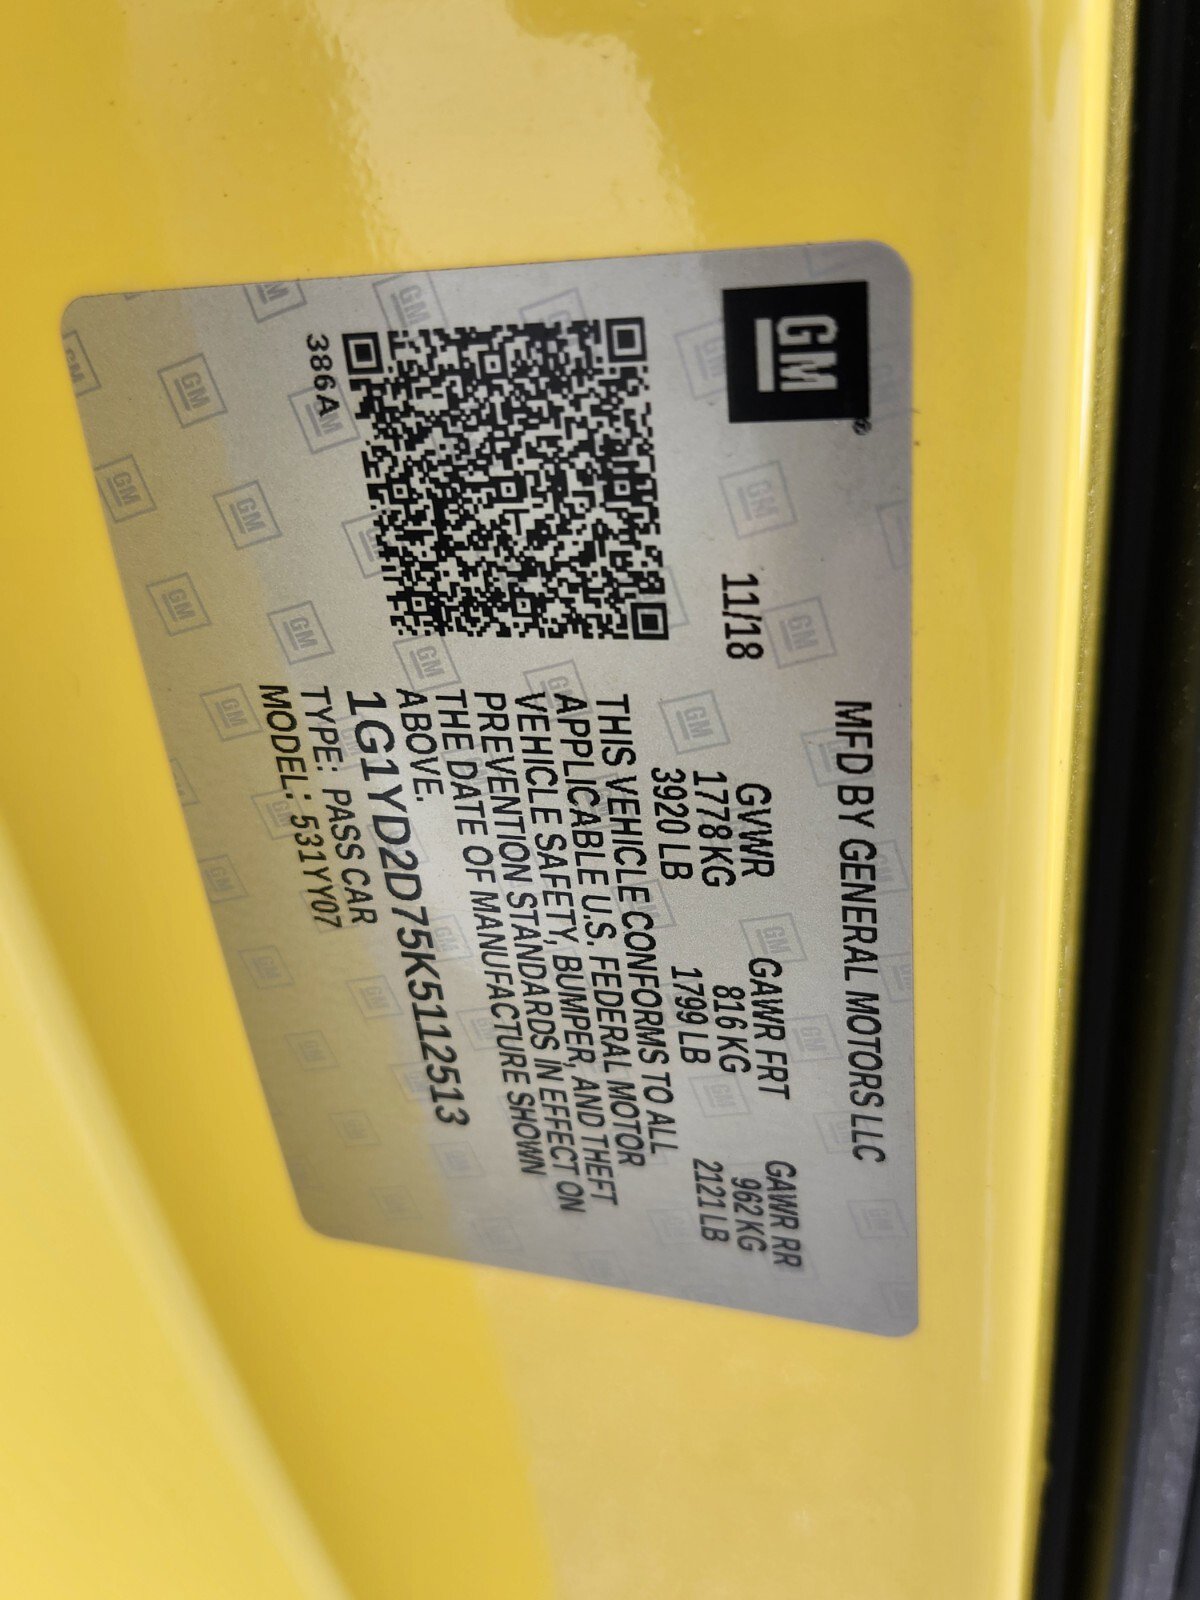 GM®
MFD BY GENERAL MOTORS LLC
11/18
GVWR GAWR FRT GAWR RR
1778 KG 816 KG 962 KG
3920 LB 1799 LB 2121 LB
THIS VEHICLE CONFORMS TO ALL
APPLICABLE U.S. FEDERAL MOTOR
VEHICLE SAFETY, BUMPER, AND THEFT
PREVENTION STANDARDS IN EFFECT ON
THE DATE OF MANUFACTURE SHOWN
ABOVE.
1G1YD2D75K5112513
TYPE: PASS CAR
MODEL: 531YY07
386A